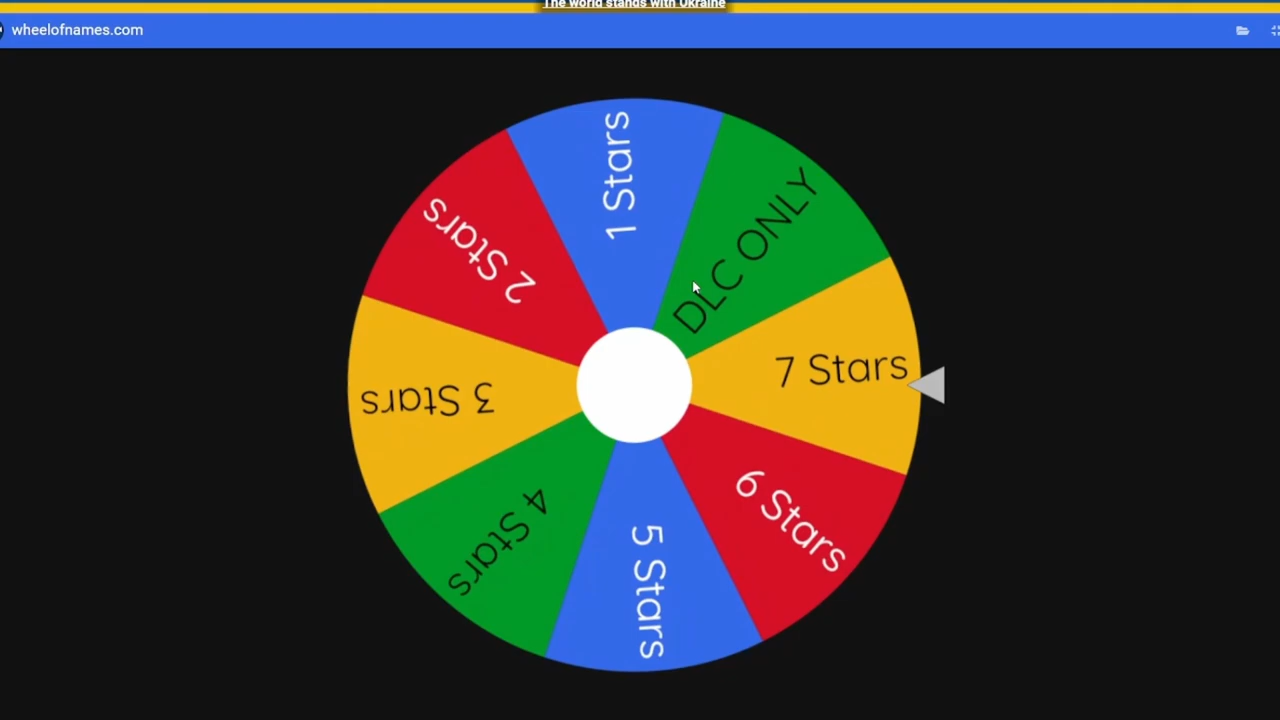 The world stands with Ukraine
wheelofnames.com
1 Stars
DLC ONLY
2 Stars
7 Stars
3 Stars
6 Stars
4 Stars
5 Stars